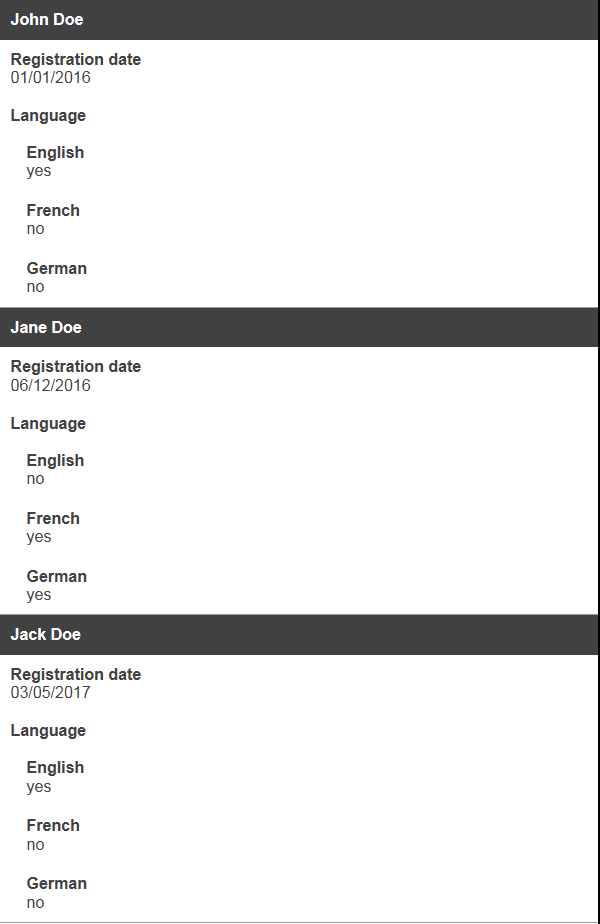 John Doe
Registration date
01/01/2016
Language
English
yes
French
no
German
no
Jane Doe
Registration date
06/12/2016
Language
English
no
French
yes
German
yes
Jack Doe
Registration date
03/05/2017
Language
English
yes
French
no
German
no